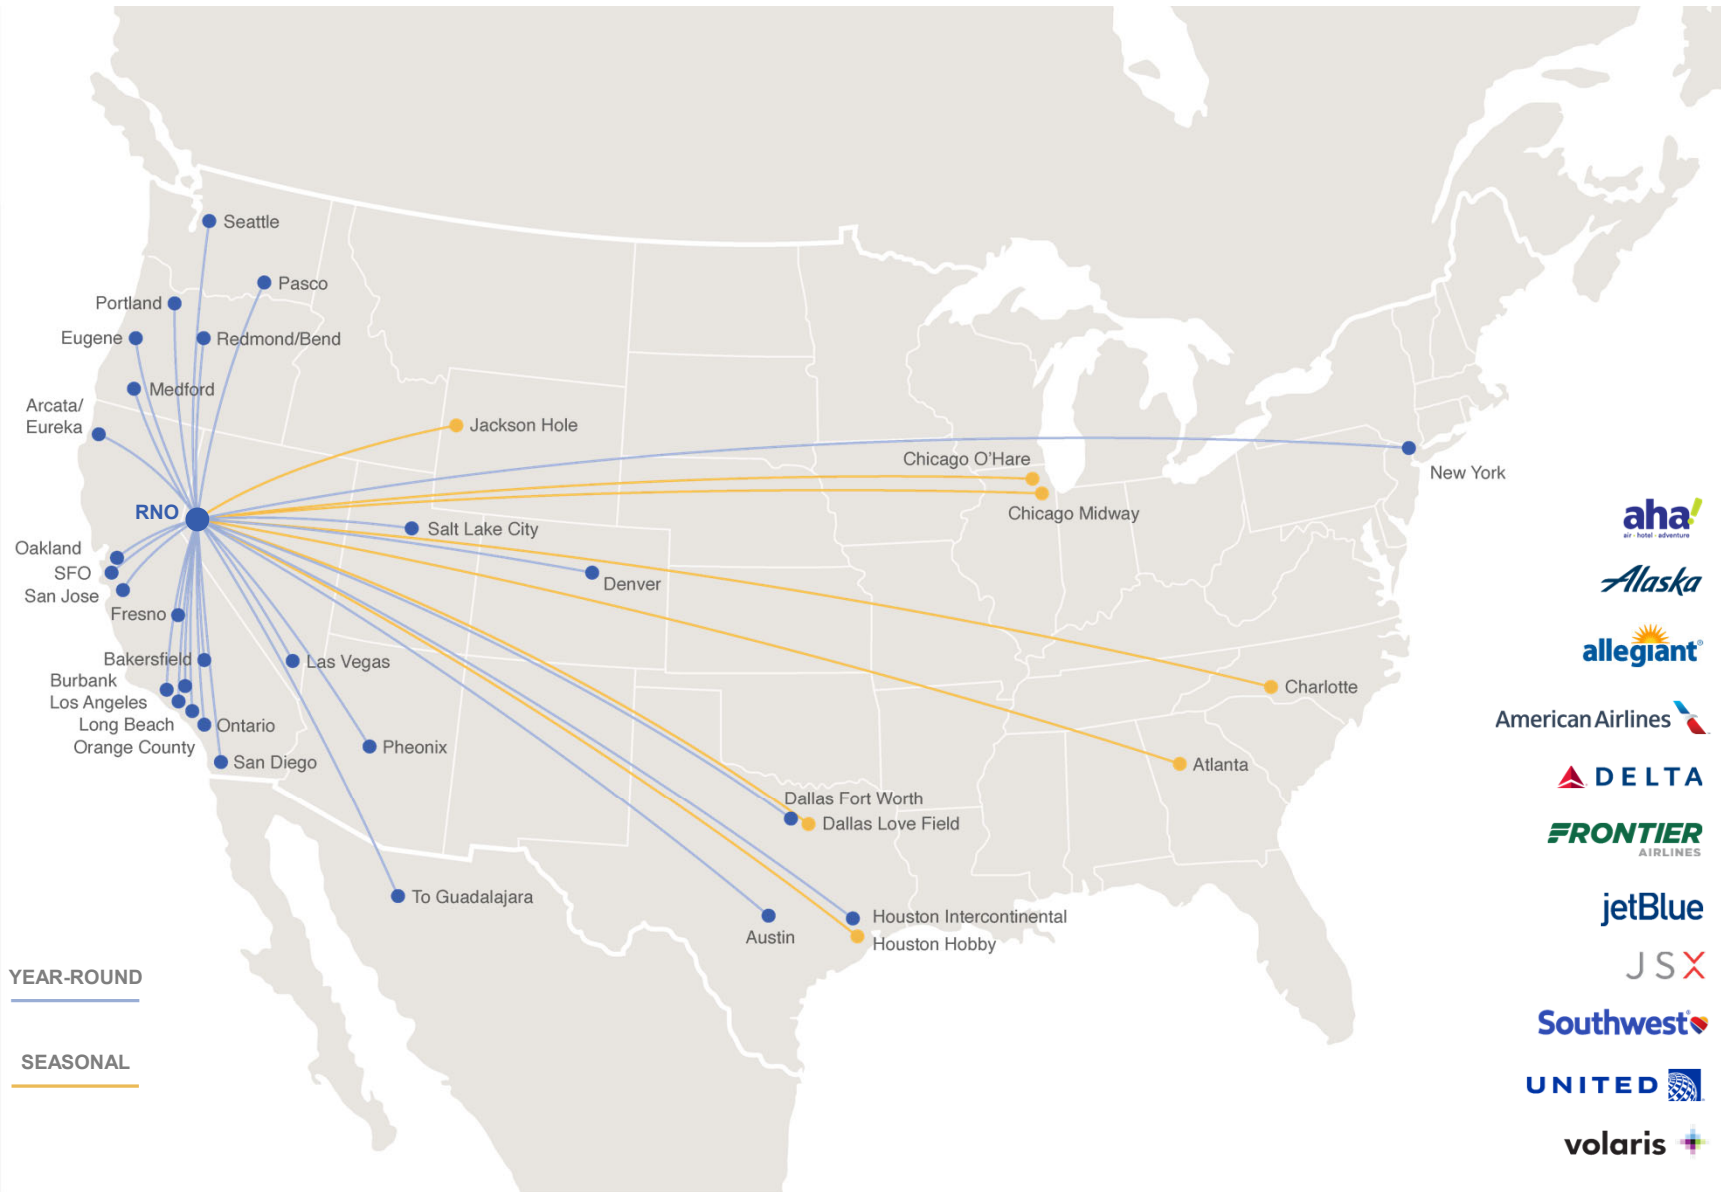 Seattle
Pasco
Portland
Eugene
Redmond/Bend
Medford
Arcata/
Eureka
Jackson Hole
Chicago O'Hare
New York
RNO
Chicago Midway
Salt Lake City
Oakland
SFO
Denver
San Jose
Fresno
Bakersfield
Las Vegas
Burbank
Los Angeles
Charlotte
Long Beach
Ontario
Orange County
Pheonix
San Diego
Atlanta
Dallas Fort Worth
Dallas Love Field
To Guadalajara
Houston Intercontinental
Austin
Houston Hobby
YEAR-ROUND
SEASONAL
aha!
air - hotel - adventure
Alaska
allegiant®
American Airlines
DELTA
FRONTIER
AIRLINES
jetBlue
JSX
Southwest®
UNITED
volaris